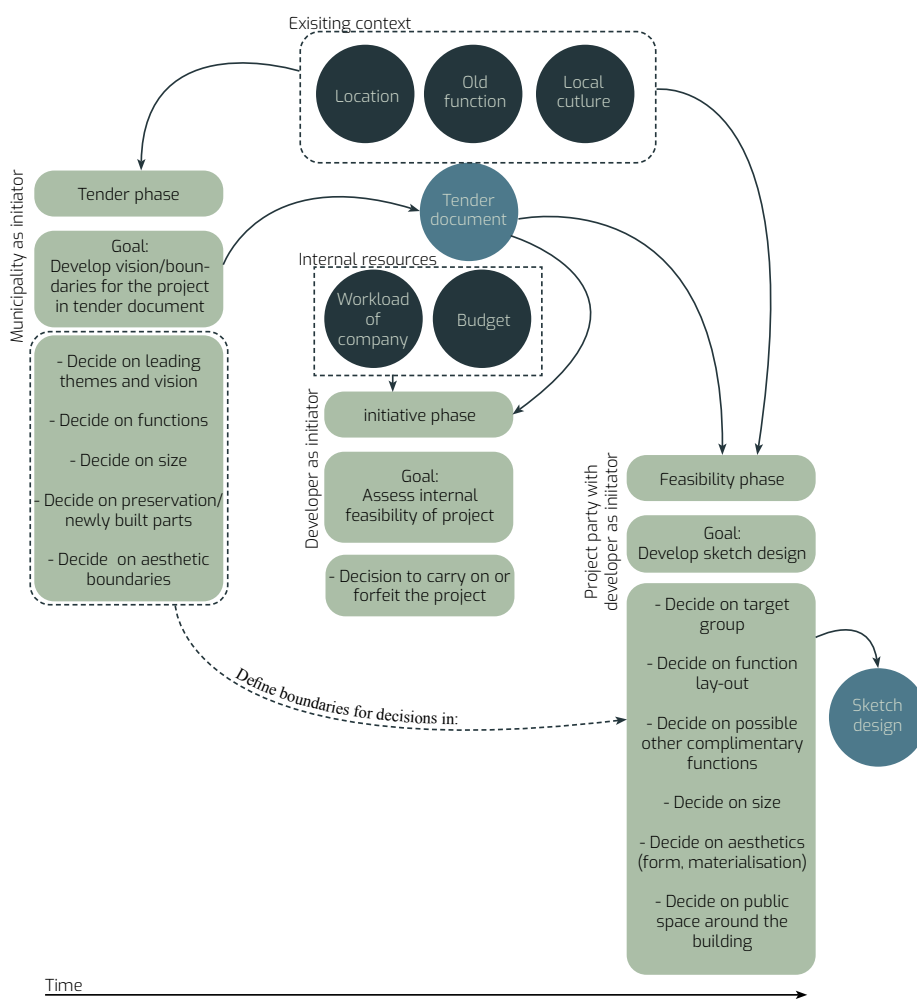 Exisiting context
Location
Old
function
Local
cutlure
Municipality as initiator
Tender phase
Goal:
Develop vision/boun-
daries for the project
in tender document
- Decide on leading
themes and vision
- Decide on functions
- Decide on size
- Decide on preservation/
newly built parts
- Decide  on aesthetic
boundaries
Tender
document
Internal resources
Workload
of
company
Budget
Developer as initiator
initiative phase
Goal:
Assess internal
feasibility of project
- Decision to carry on or
forfeit the project
Project party with
developer as iniitator
Feasibility phase
Goal:
Develop sketch design
- Decide on target
group
- Decide on function
lay-out
- Decide on possible
other complimentary
functions
- Decide on size
- Decide on aesthetics
(form, materialisation)
- Decide on public
space around the
building
Sketch
design
Define boundaries for decisions in:
Time